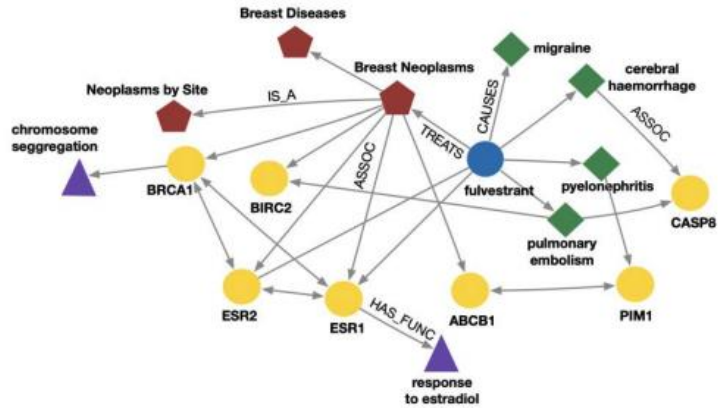 Breast Diseases
migraine
Breast Neoplasms
cerebral
haemorrhage
Neoplasms by Site
IS_A
CAUSES
ASSOC
chromosome
seggregation
TREATS
ASSOC
BRCA1
BIRC2
fulvestrant
pyelonephritis
CASP8
pulmonary
embolism
ESR2
ESR1
HAS_FUNC
ABCB1
PIM1
response
to estradiol